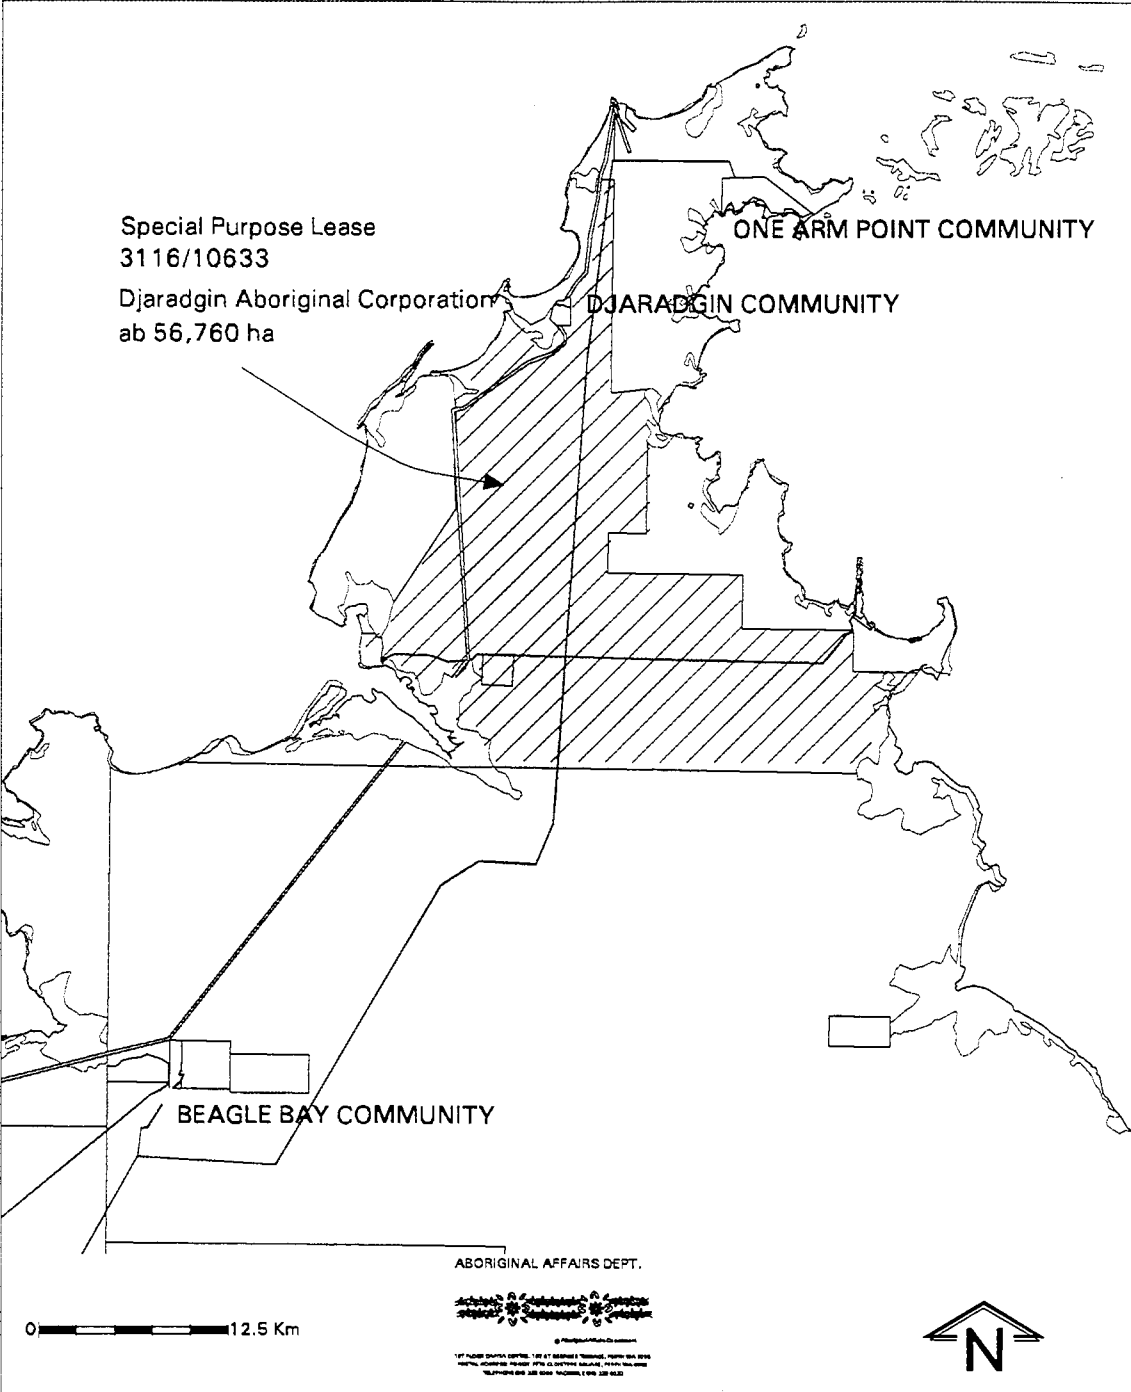 ONE ARM POINT COMMUNITY
Special Purpose Lease
3116/10633
Djaradgin Aboriginal Corporation
ab 56,760 ha
DJARADGIN COMMUNITY
BEAGLE BAY COMMUNITY
ABORIGINAL AFFAIRS DEPT.
0 12.5 Km
N